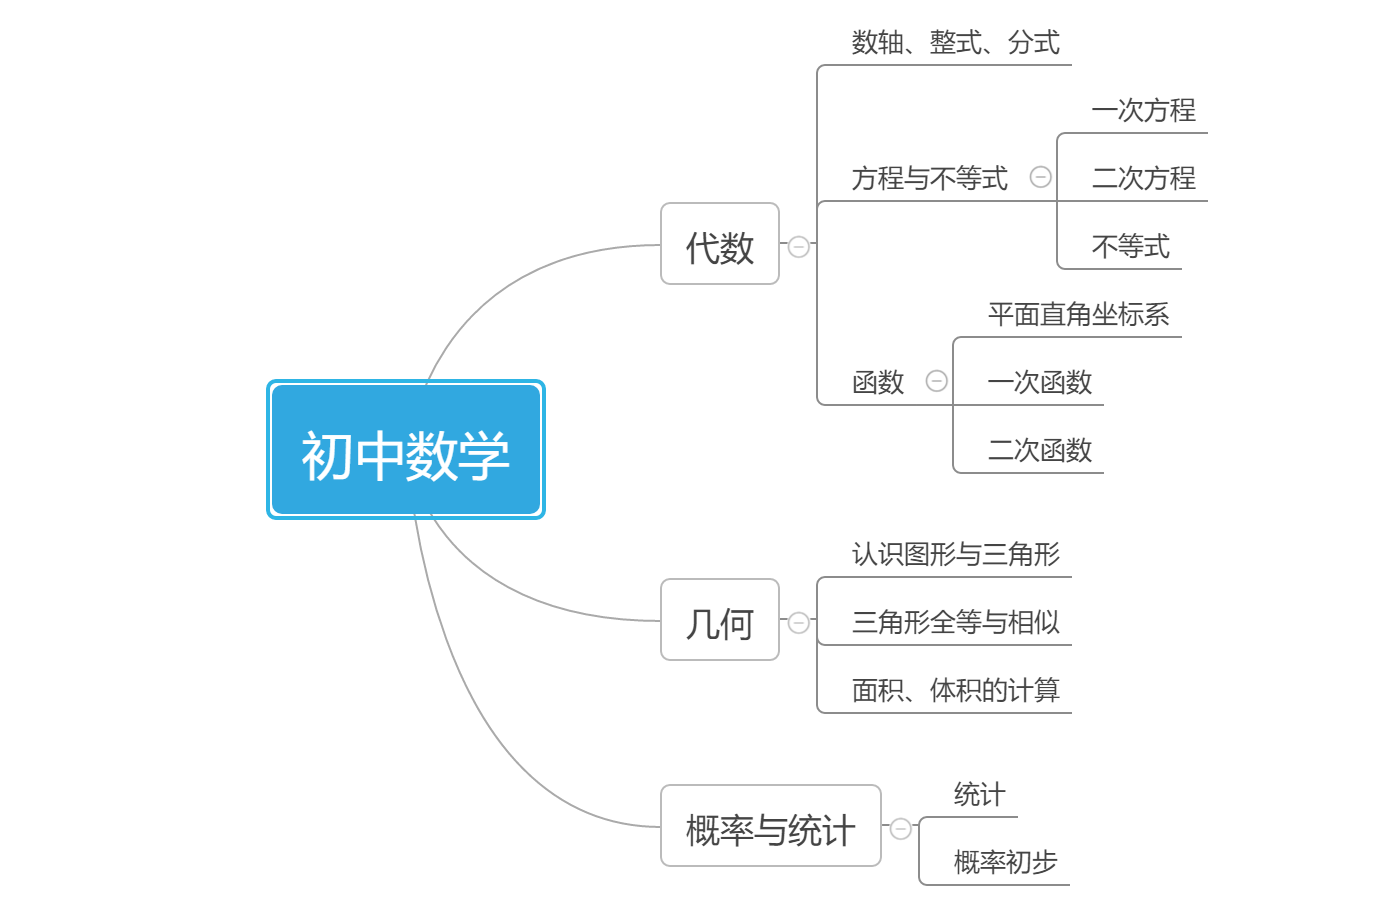 初中数学
代数
数轴、整式、分式
方程与不等式
一次方程
二次方程
不等式
函数
平面直角坐标系
一次函数
二次函数
几何
认识图形与三角形
三角形全等与相似
面积、体积的计算
概率与统计
统计
概率初步